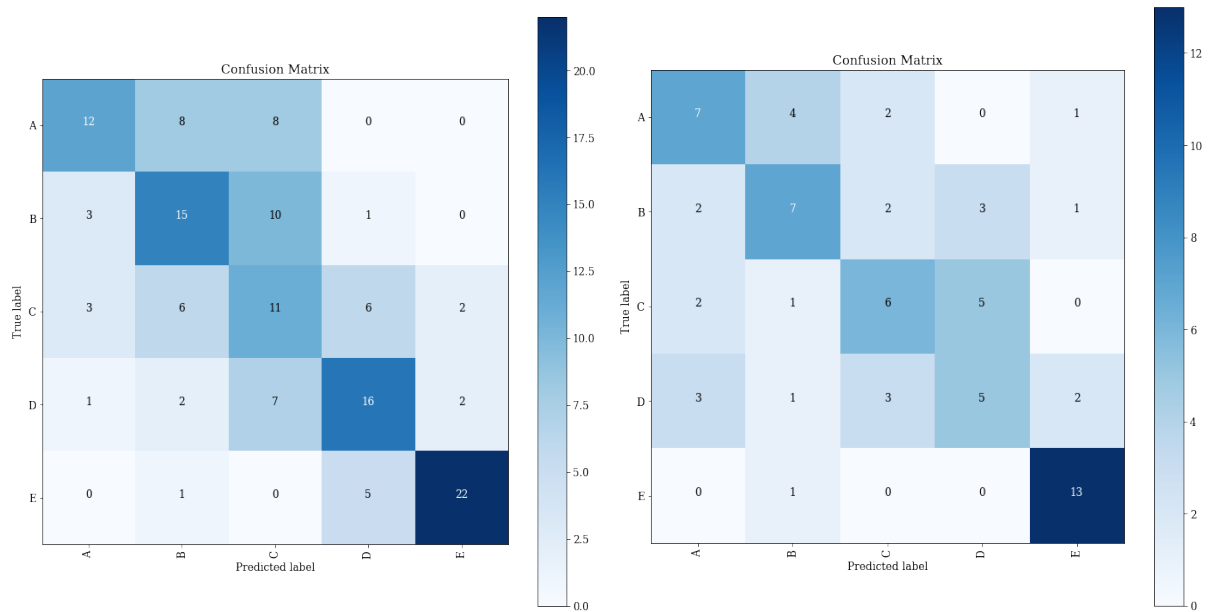 Confusion Matrix
True label
A 12 8 8 0 0
B 3 15 10 1 0
C 3 6 11 6 2
D 1 2 7 16 2
E 0 1 0 5 22
A B C D E
Predicted label
20.0
17.5
15.0
12.5
10.0
7.5
5.0
2.5
0.0
Confusion Matrix
True label
A 7 4 2 0 1
B 2 7 2 3 1
C 2 1 6 5 0
D 3 1 3 5 2
E 0 1 0 0 13
A B C D E
Predicted label
12
10
8
6
4
2
0